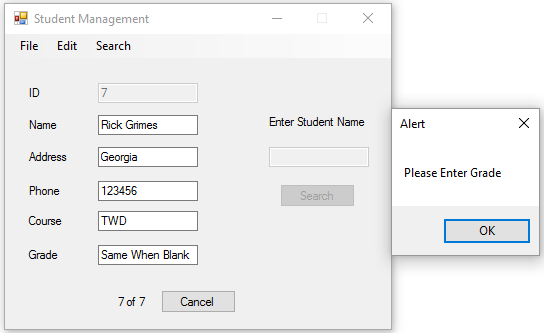 Student Management
File Edit Search
ID 7
Name Rick Grimes
Enter Student Name
Address Georgia
Phone 123456
Search
Course TWD
Grade Same When Blank
7 of 7 Cancel
Alert
Please Enter Grade
OK